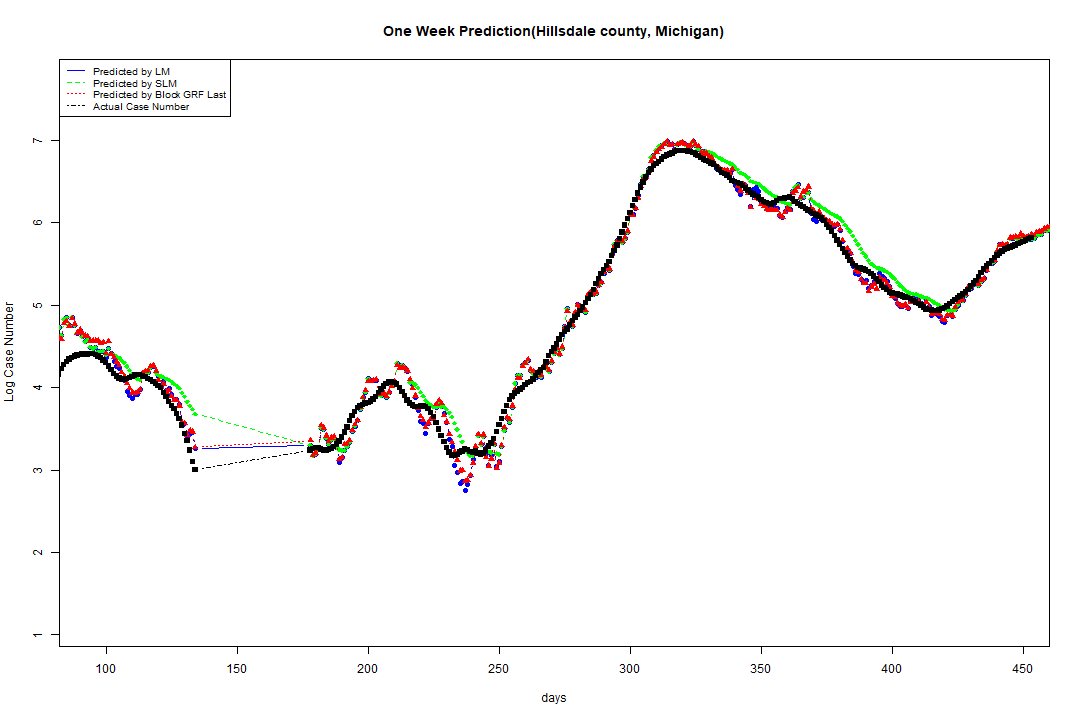 One Week Prediction(Hillsdale county, Michigan)
Predicted by LM
Predicted by SLM
Predicted by Block GRF Last
Actual Case Number
Log Case Number
7
6
5
4
3
2
1
100 150 200 250 300 350 400 450
days